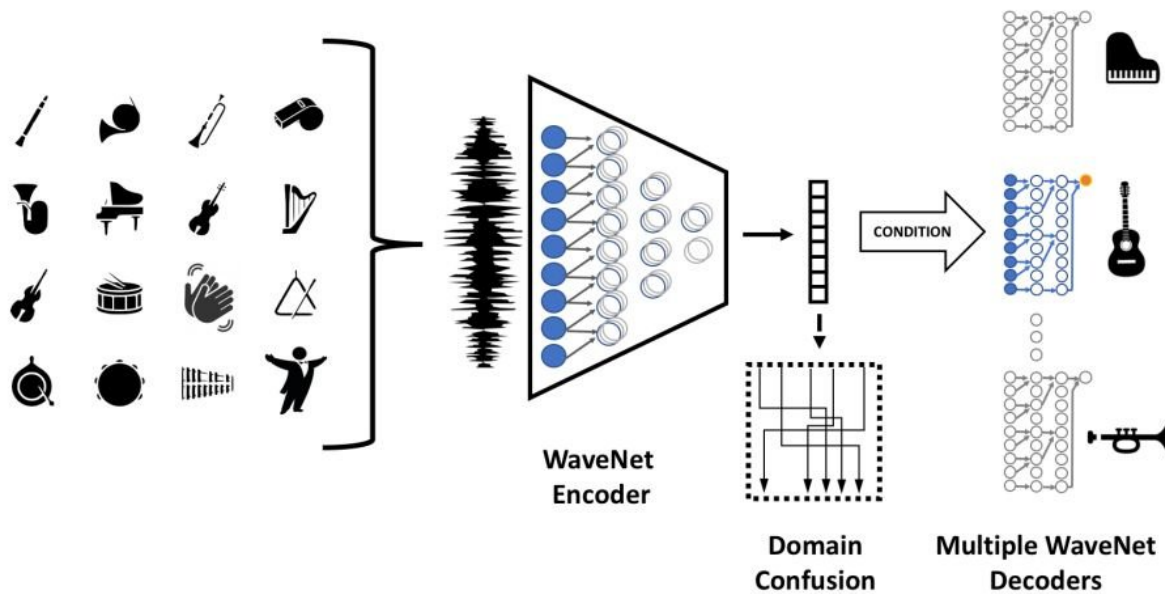 CONDITION
WaveNet
Encoder
Domain
Confusion
Multiple WaveNet
Decoders